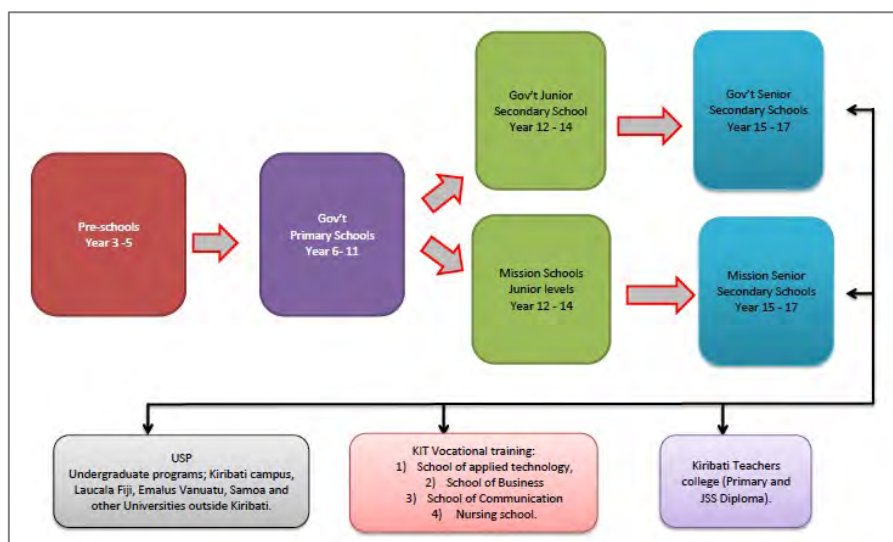 Pre-schools
Year 3 -5
Gov't
Primary Schools
Year 6- 11
Gov't Junior
Secondary School
Year 12 - 14
Gov't Senior
Secondary Schools
Year 15 - 17
Mission Schools
Junior levels
Year 12 - 14
Mission Senior
Secondary Schools
Year 15 - 17
USP
Undergraduate programs; Kiribati campus,
Laucala Fiji, Emalus Vanuatu, Samoa and
other Universities outside Kiribati.
KIT Vocational training:
1) School of applied technology,
2) School of Business
3) School of Communication
4) Nursing school.
Kiribati Teachers
college (Primary and
JSS Diploma).